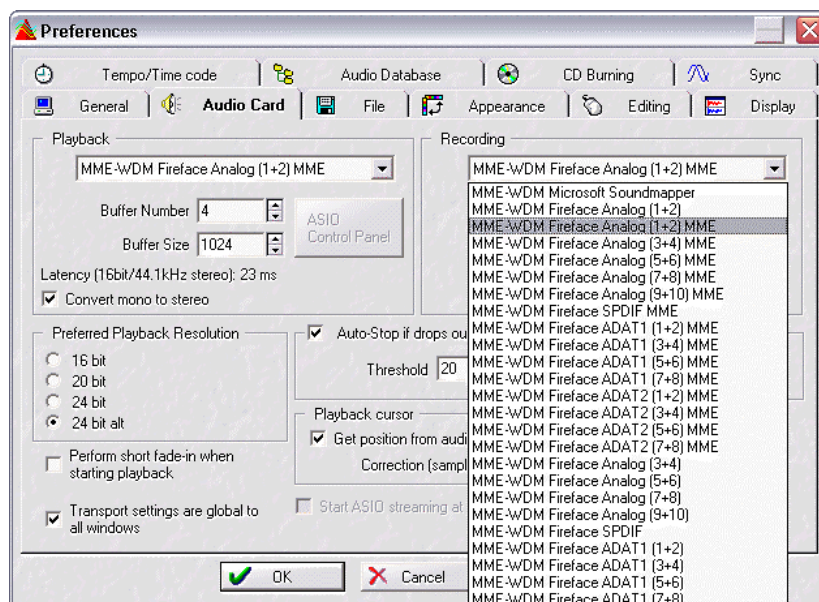 Preferences
Tempo/Time code
Audio Database
CD Burning
Sync
General
Audio Card
File
Appearance
Editing
Display
Playback
MME-WDM Fireface Analog (1+2) MME
Buffer Number 4
Buffer Size 1024
ASIO
Control Panel
Latency (16bit/44.1kHz stereo): 23 ms
Convert mono to stereo
Recording
MME-WDM Fireface Analog (1+2) MME
MME-WDM Microsoft Soundmapper
MME-WDM Fireface Analog (1+2)
MME-WDM Fireface Analog (1+2) MME
MME-WDM Fireface Analog (3+4) MME
MME-WDM Fireface Analog (5+6) MME
MME-WDM Fireface Analog (7+8) MME
MME-WDM Fireface Analog (9+10) MME
MME-WDM Fireface SPDIF MME
MME-WDM Fireface ADAT1 (1+2) MME
MME-WDM Fireface ADAT1 (3+4) MME
MME-WDM Fireface ADAT1 (5+6) MME
MME-WDM Fireface ADAT1 (7+8) MME
MME-WDM Fireface ADAT2 (1+2) MME
MME-WDM Fireface ADAT2 (3+4) MME
MME-WDM Fireface ADAT2 (5+6) MME
MME-WDM Fireface ADAT2 (7+8) MME
MME-WDM Fireface Analog (3+4)
MME-WDM Fireface Analog (5+6)
MME-WDM Fireface Analog (7+8)
MME-WDM Fireface Analog (9+10)
MME-WDM Fireface SPDIF
MME-WDM Fireface ADAT1 (1+2)
MME-WDM Fireface ADAT1 (3+4)
MME-WDM Fireface ADAT1 (5+6)
MME-WDM Fireface ADAT1 (7+8)
Preferred Playback Resolution
16 bit
20 bit
24 bit
24 bit alt
Auto-Stop if drops ou
Threshold 20
Playback cursor
Get position from audi
Correction (sampl
Perform short fade-in when
starting playback
Transport settings are global to
all windows
Start ASIO streaming at
OK
Cancel